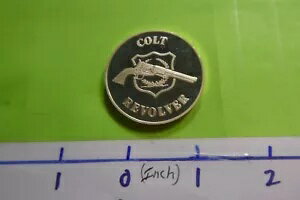 COLT
REVOLVER
1 0 (Inch) 1 2